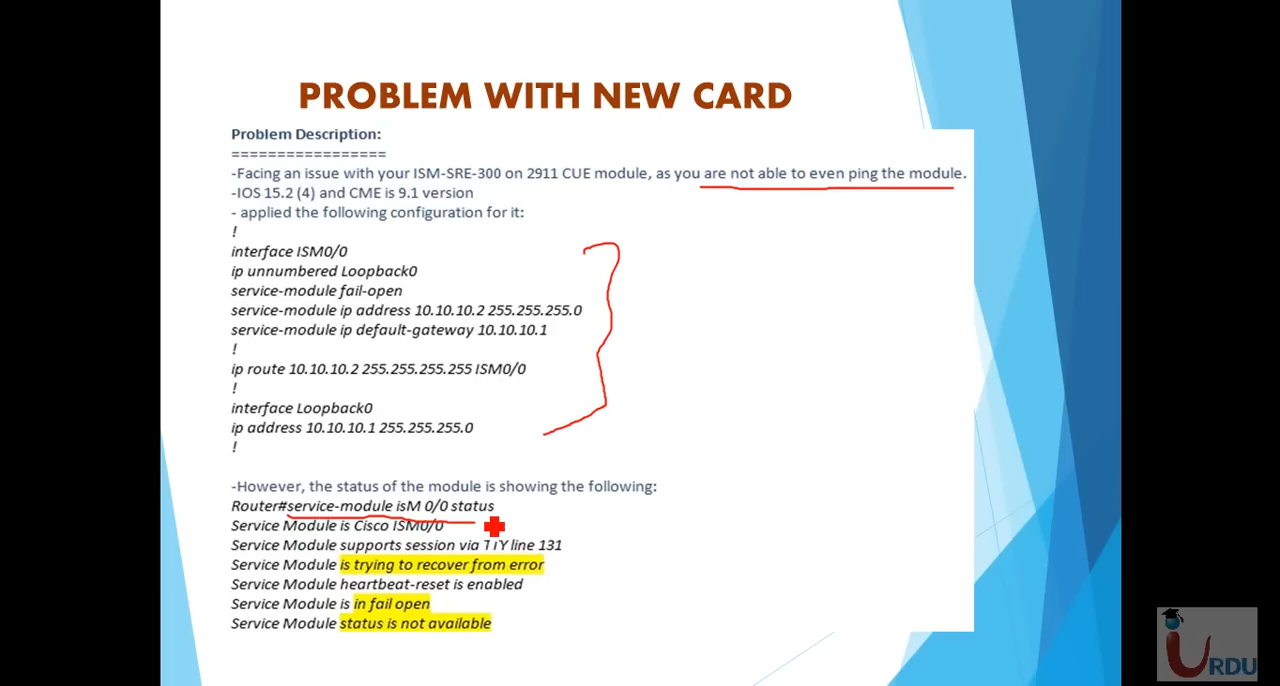 PROBLEM WITH NEW CARD
Problem Description:
=================
-Facing an issue with your ISM-SRE-300 on 2911 CUE module, as you are not able to even ping the module.
-IOS 15.2 (4) and CME is 9.1 version
- applied the following configuration for it:
!
interface ISM0/0
ip unnumbered Loopback0
service-module fail-open
service-module ip address 10.10.10.2 255.255.255.0
service-module ip default-gateway 10.10.10.1
!
ip route 10.10.10.2 255.255.255.255 ISM0/0
!
interface Loopback0
ip address 10.10.10.1 255.255.255.0
!
-However, the status of the module is showing the following:
Router#service-module isM 0/0 status
Service Module is Cisco ISM0/0
Service Module supports session via TTY line 131
Service Module is trying to recover from error
Service Module heartbeat-reset is enabled
Service Module is in fail open
Service Module status is not available
iURDU